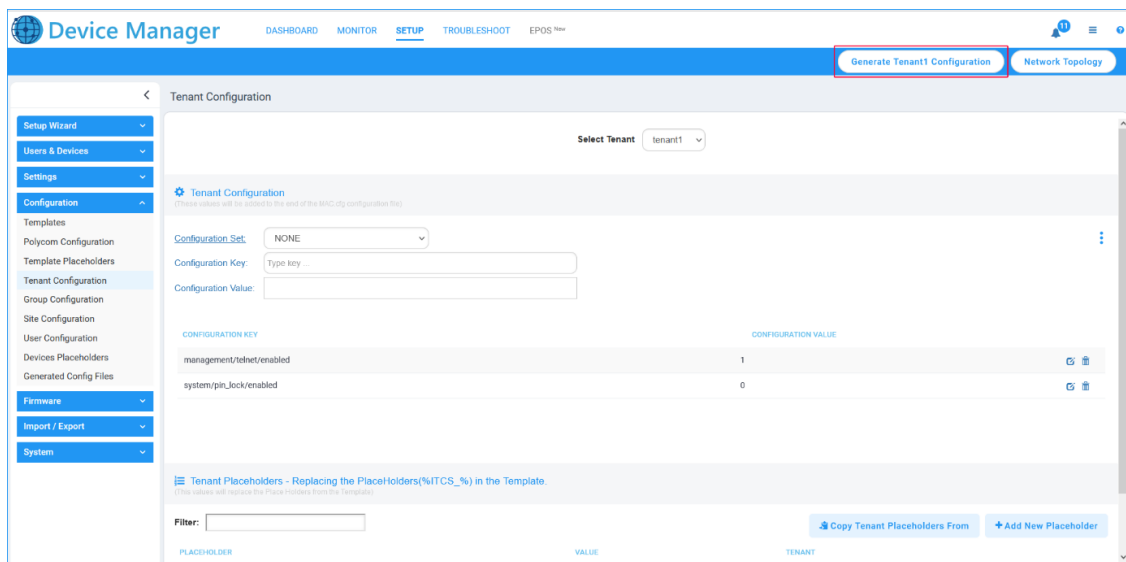 Device Manager
DASHBOARD MONITOR SETUP TROUBLESHOOT EPOS New
11
Generate Tenant1 Configuration Network Topology
Tenant Configuration
Setup Wizard
Users & Devices
Settings
Configuration
Templates
Polycom Configuration
Template Placeholders
Tenant Configuration
Group Configuration
Site Configuration
User Configuration
Devices Placeholders
Generated Config Files
Firmware
Import / Export
System
Select Tenant tenant1
Tenant Configuration
(These values will be added to the end of the MAC.cfg configuration file)
Configuration Set: NONE
Configuration Key: Type key ...
Configuration Value:
CONFIGURATION KEY CONFIGURATION VALUE
management/telnet/enabled 1
system/pin_lock/enabled 0
Tenant Placeholders - Replacing the PlaceHolders(%ITCS_%) in the Template.
(This values will replace the Place Holders from the Template)
Filter:
Copy Tenant Placeholders From +Add New Placeholder
PLACEHOLDER VALUE TENANT